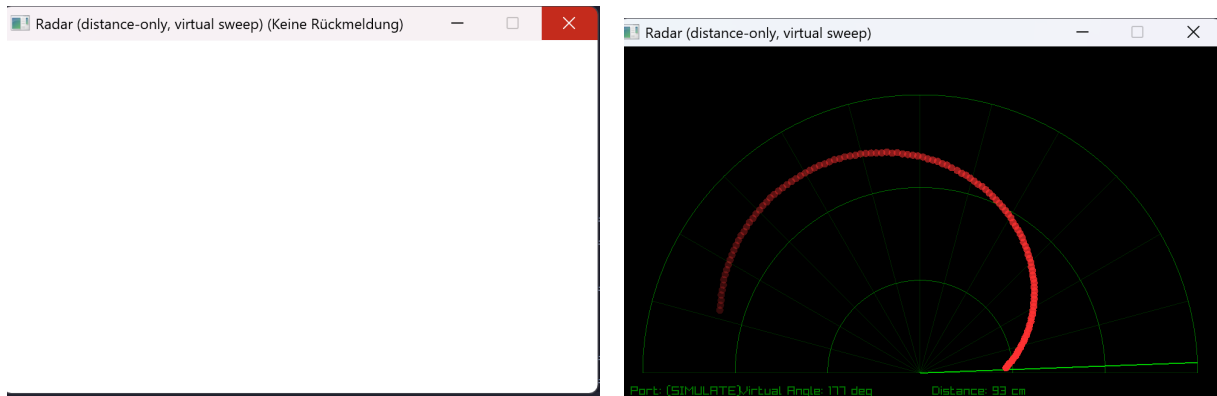 Radar (distance-only, virtual sweep) (Keine Rückmeldung)
Radar (distance-only, virtual sweep)
Port: (SIMULATE)Virtual Angle: 177 deg Distance: 93 cm